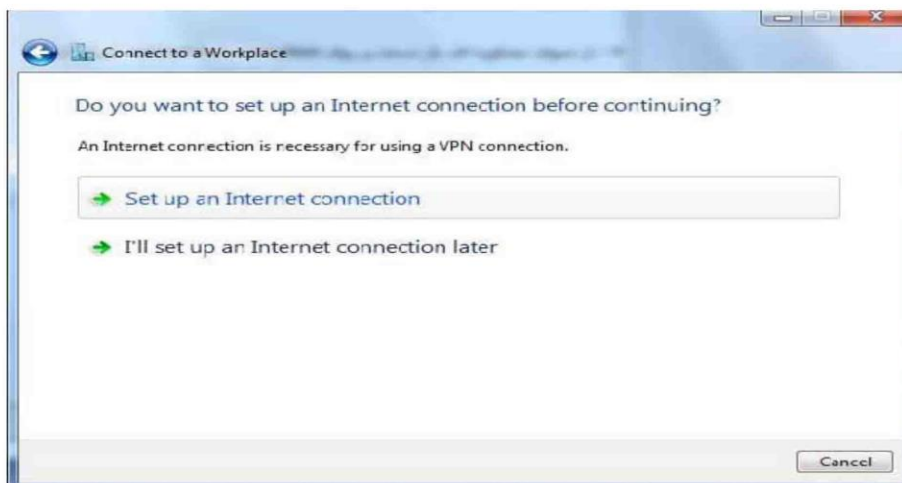 Connect to a Workplace
Do you want to set up an Internet connection before continuing?
An Internet connection is necessary for using a VPN connection.
Set up an Internet connection
I'll set up an Internet connection later
Cancel